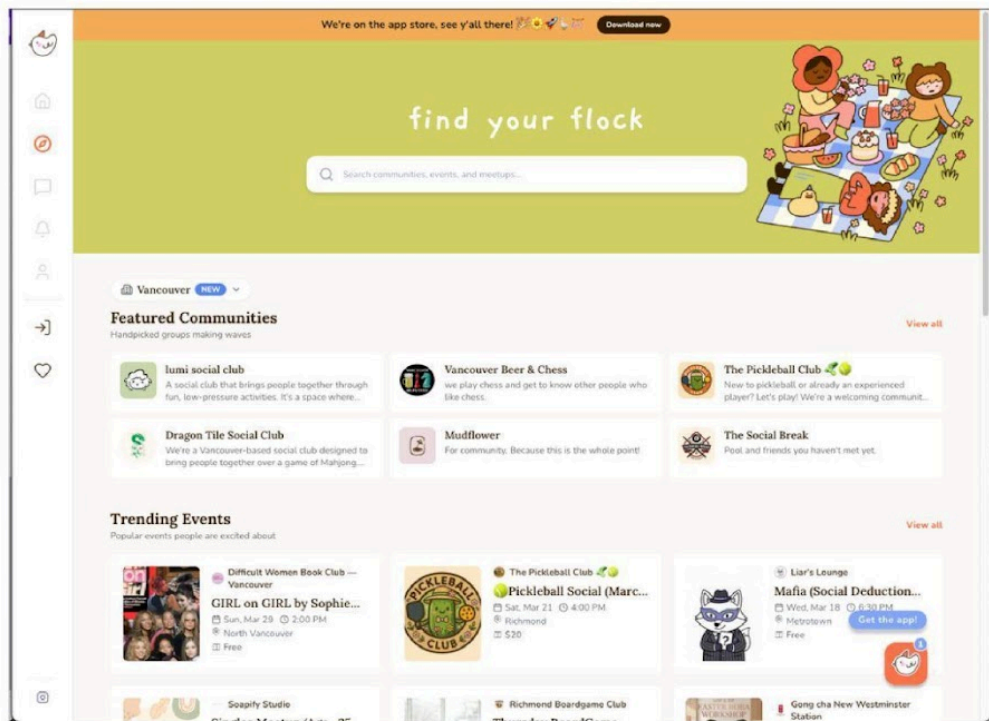 We're on the app store, see y'all there! 🎉🌼🚀🦢💥
Download now
find your flock
Search communities, events, and meetups...
Vancouver NEW
Featured Communities
Handpicked groups making waves
View all
lumi social club
A social club that brings people together through
fun, low-pressure activities. It's a space where...
Vancouver Beer & Chess
we play chess and get to know other people who
like chess.
The Pickleball Club
New to pickleball or already an experienced
player? Let's play! We're a welcoming communit...
Dragon Tile Social Club
We're a Vancouver-based social club designed to
bring people together over a game of Mahjong....
Mudflower
For community. Because this is the whole point!
The Social Break
Pool and friends you haven't met yet.
Trending Events
Popular events people are excited about
View all
on
Difficult Women Book Club —
Vancouver
GIRL on GIRL by Sophie...
Sun, Mar 29 2:00 PM
North Vancouver
Free
PICKLEBALL
CLUB
The Pickleball Club
Pickleball Social (Marc...
Sat, Mar 21 4:00 PM
Richmond
$20
?
Liar's Lounge
Mafia (Social Deduction...
Wed, Mar 18 6:30 PM
Metrotown
Free
Get the app!
1
Soapify Studio
Richmond Boardgame Club
WORKSHOP
Gong cha New Westminster
Station